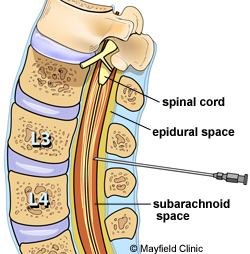 spinal cord
epidural space
L3
L4
subarachnoid
space
© Mayfield Clinic